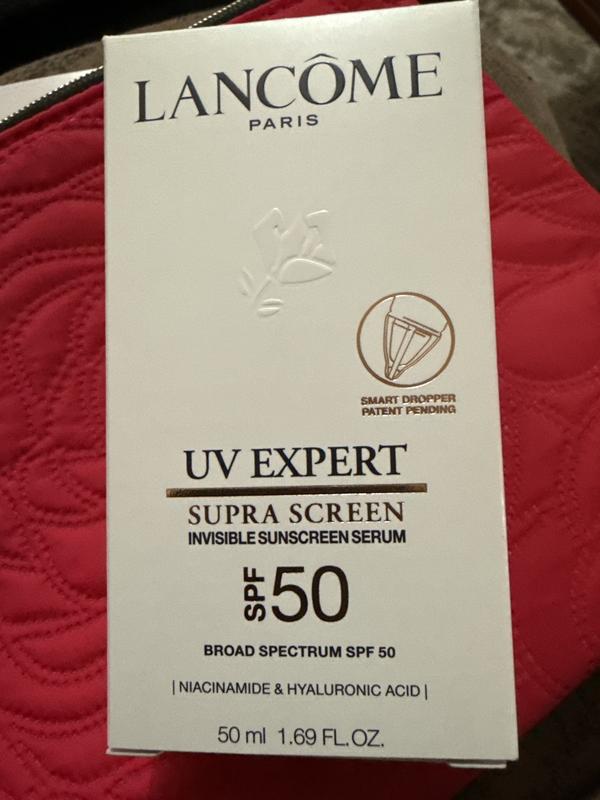 LANCÔME
PARIS
SMART DROPPER
PATENT PENDING
UV EXPERT
SUPRA SCREEN
INVISIBLE SUNSCREEN SERUM
SPF 50
BROAD SPECTRUM SPF 50
| NIACINAMIDE & HYALURONIC ACID |
50 ml 1.69 FL. OZ.